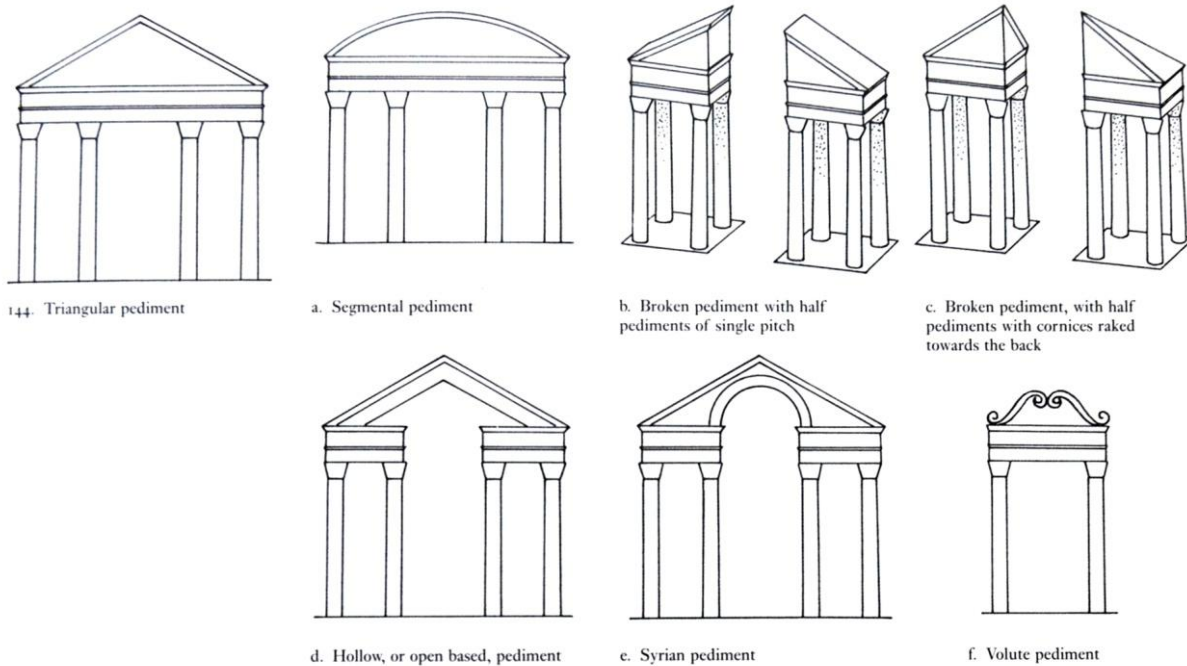 144. Triangular pediment
a. Segmental pediment
b. Broken pediment with half
pediments of single pitch
c. Broken pediment, with half
pediments with cornices raked
towards the back
d. Hollow, or open based, pediment
e. Syrian pediment
f. Volute pediment